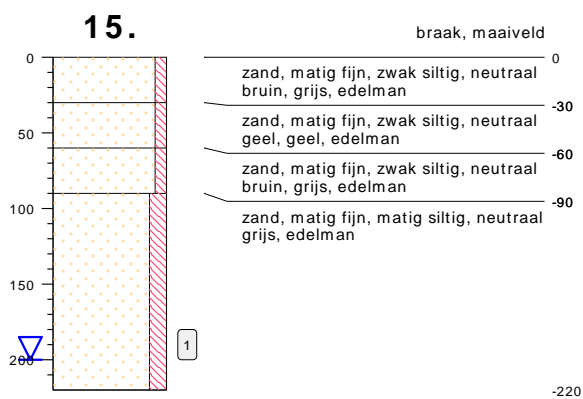 15.
braak, maaiveld
0
0
zand, matig fijn, zwak siltig, neutraal
bruin, grijs, edelman
-30
50
zand, matig fijn, zwak siltig, neutraal
geel, geel, edelman
-60
zand, matig fijn, zwak siltig, neutraal
bruin, grijs, edelman
-90
100
zand, matig fijn, matig siltig, neutraal
grijs, edelman
150
1
200
-220